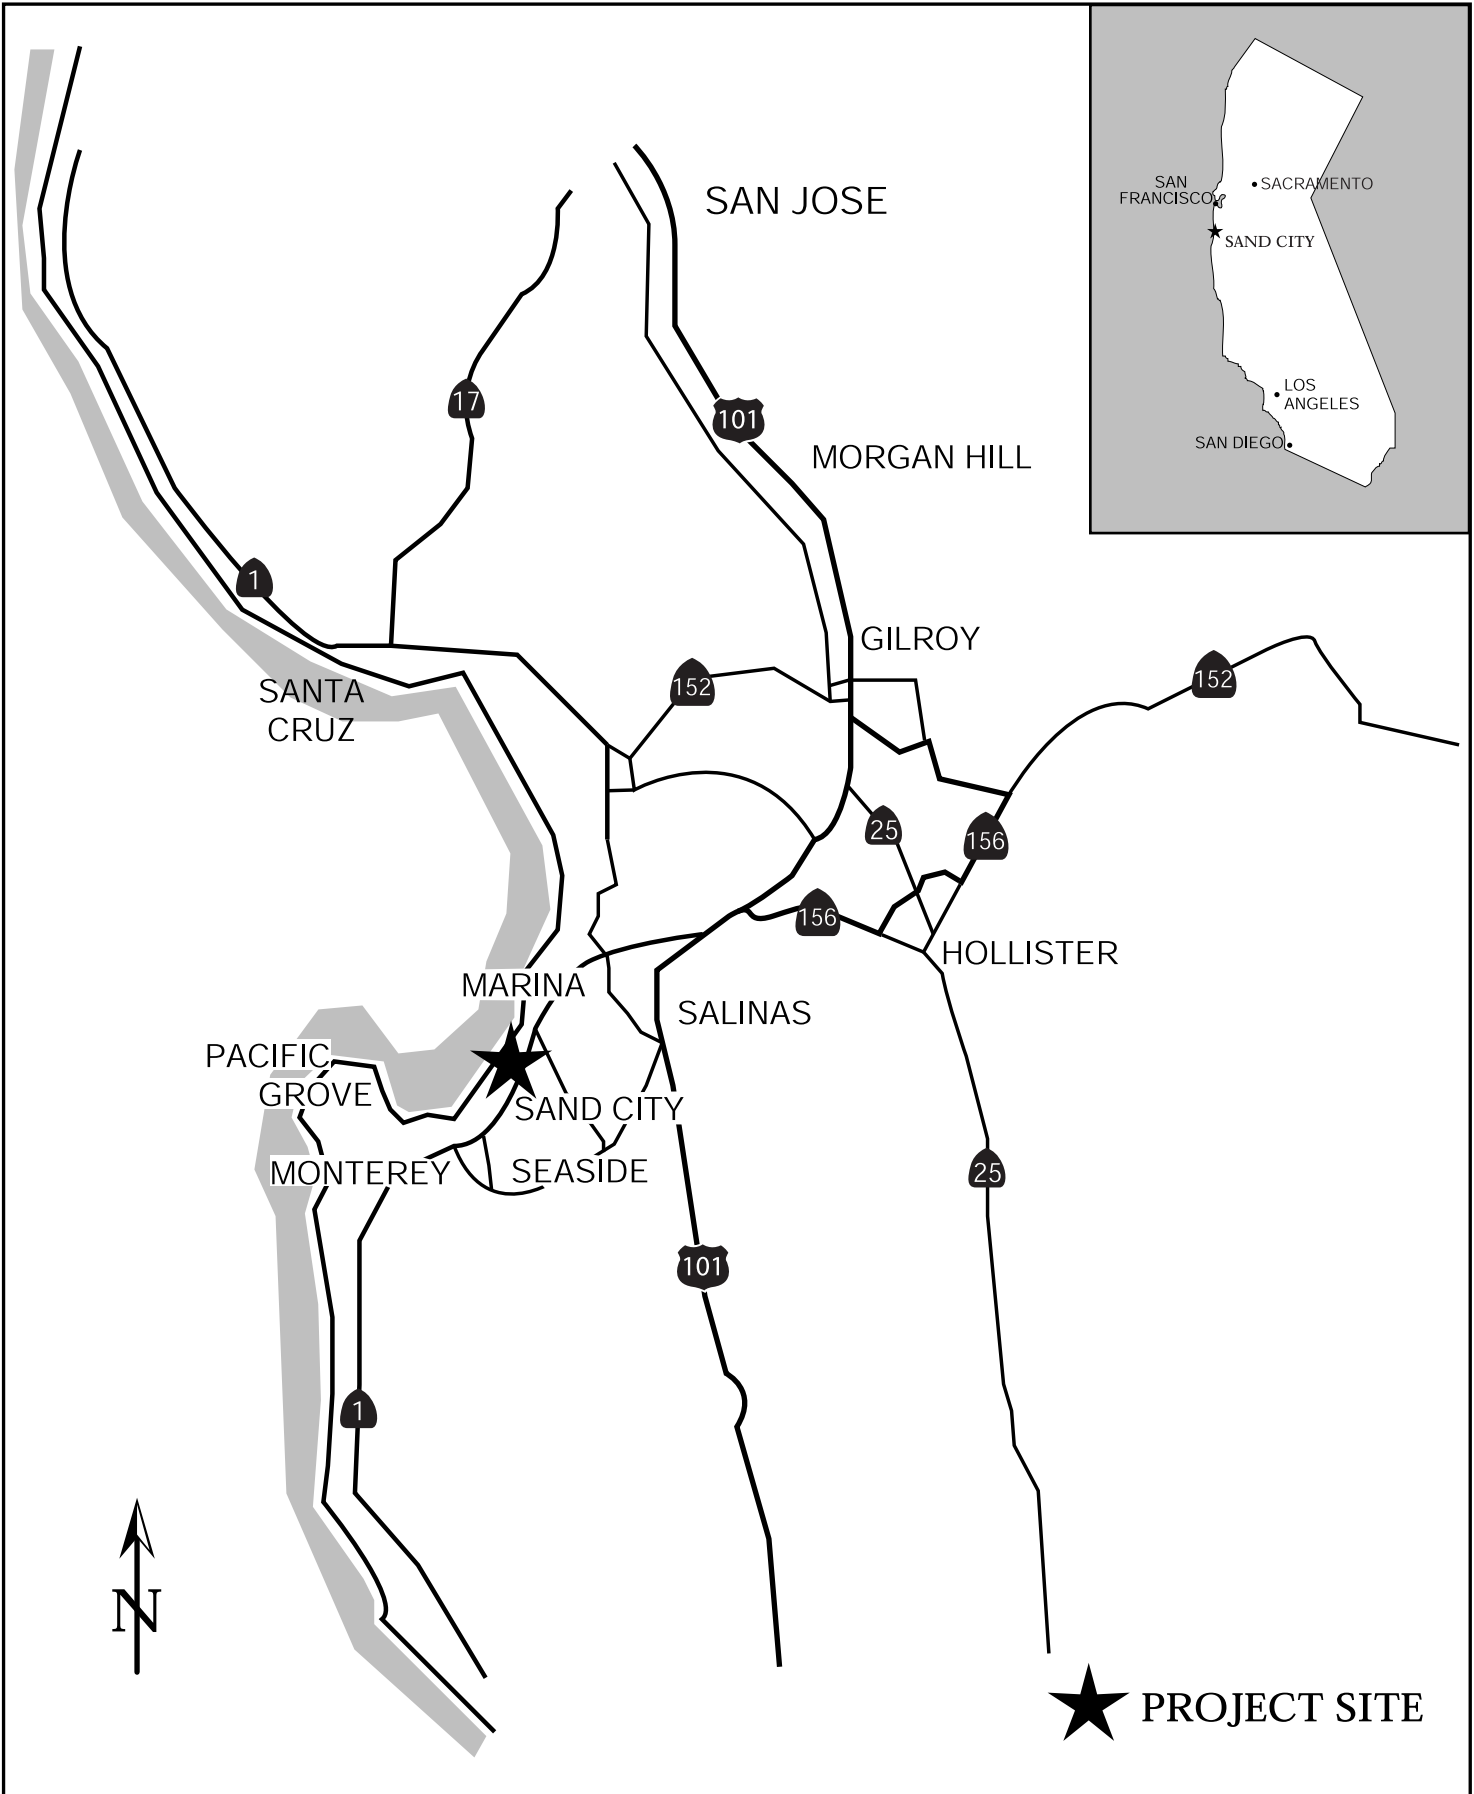 SAN
FRANCISCO
SACRAMENTO
SAND CITY
LOS
ANGELES
SAN DIEGO
SAN JOSE
17
101
MORGAN HILL
1
GILROY
152
152
SANTA
CRUZ
25
156
156
HOLLISTER
MARINA
SALINAS
PACIFIC
GROVE
SAND CITY
MONTEREY
SEASIDE
25
101
1
N
PROJECT SITE